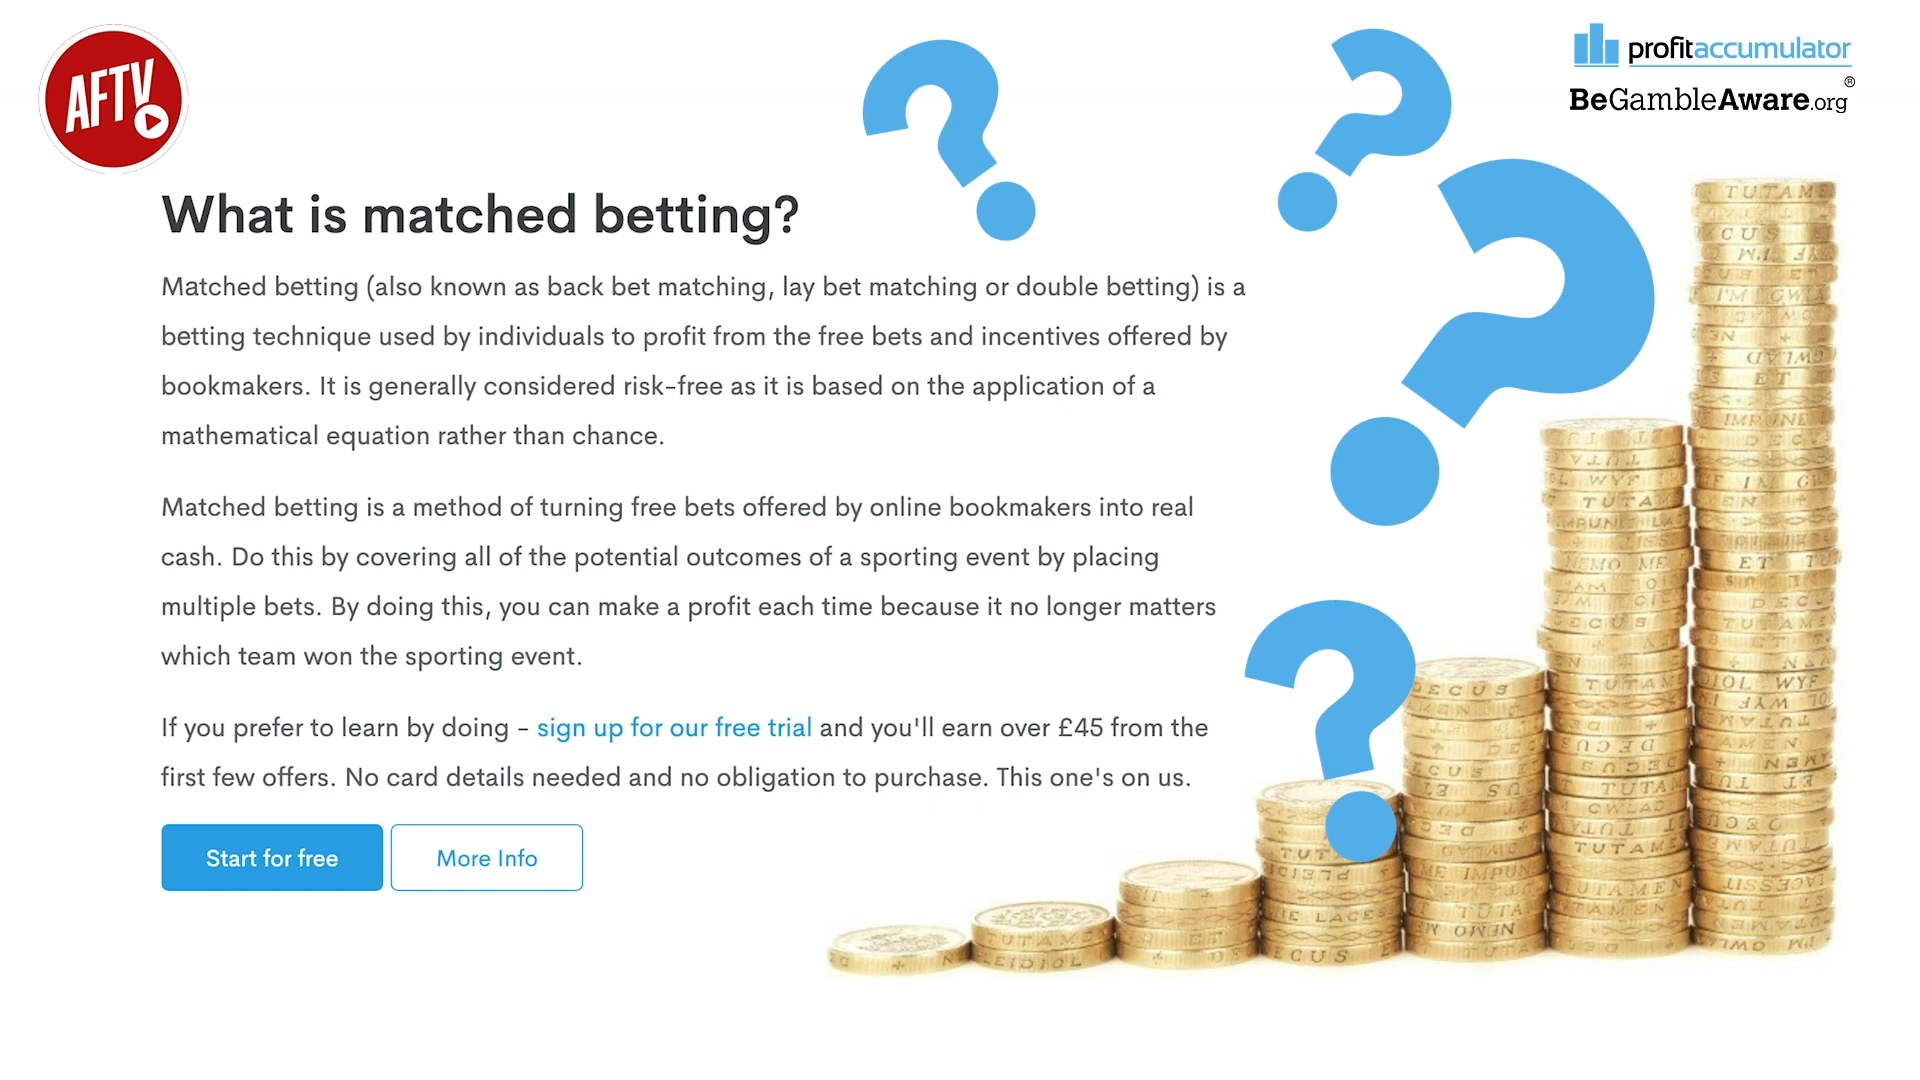 AFTV
profitaccumulator
BeGambleAware.org®
What is matched betting?
Matched betting (also known as back bet matching, lay bet matching or double betting) is a
betting technique used by individuals to profit from the free bets and incentives offered by
bookmakers. It is generally considered risk-free as it is based on the application of a
mathematical equation rather than chance.
Matched betting is a method of turning free bets offered by online bookmakers into real
cash. Do this by covering all of the potential outcomes of a sporting event by placing
multiple bets. By doing this, you can make a profit each time because it no longer matters
which team won the sporting event.
If you prefer to learn by doing - sign up for our free trial and you'll earn over £45 from the
first few offers. No card details needed and no obligation to purchase. This one's on us.
Start for free
More Info